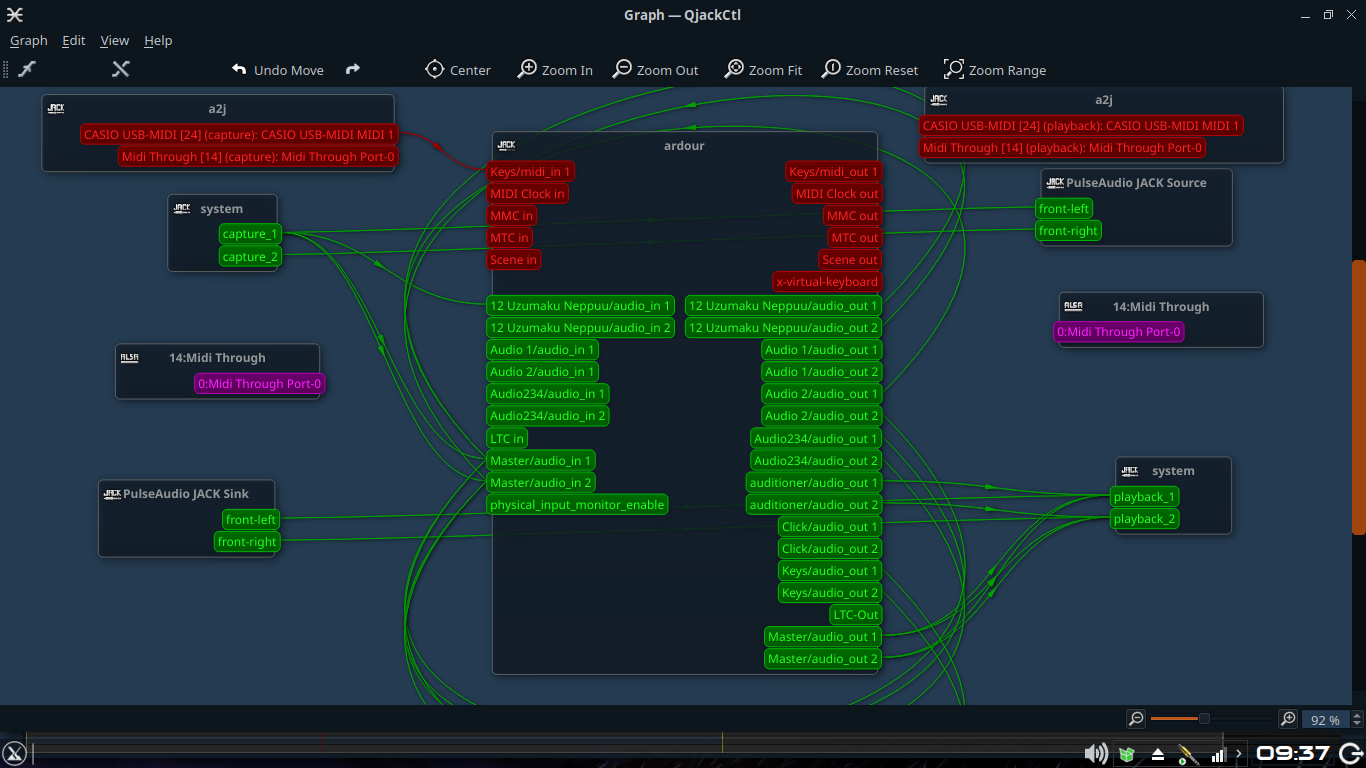 Graph — QjackCtl
Graph Edit View Help
Undo Move Center Zoom In Zoom Out Zoom Fit Zoom Reset Zoom Range
JACK a2j
CASIO USB-MIDI [24] (capture): CASIO USB-MIDI MIDI 1
Midi Through [14] (capture): Midi Through Port-0
JACK system
capture_1
capture_2
ALSA 14:Midi Through
0:Midi Through Port-0
JACK PulseAudio JACK Sink
front-left
front-right
JACK ardour
Keys/midi_in 1 Keys/midi_out 1
MIDI Clock in MIDI Clock out
MMC in MMC out
MTC in MTC out
Scene in Scene out
x-virtual-keyboard
12 Uzumaku Neppuu/audio_in 1 12 Uzumaku Neppuu/audio_out 1
12 Uzumaku Neppuu/audio_in 2 12 Uzumaku Neppuu/audio_out 2
Audio 1/audio_in 1 Audio 1/audio_out 1
Audio 2/audio_in 1 Audio 1/audio_out 2
Audio234/audio_in 1 Audio 2/audio_out 1
Audio234/audio_in 2 Audio 2/audio_out 2
LTC in Audio234/audio_out 1
Master/audio_in 1 Audio234/audio_out 2
Master/audio_in 2 auditioner/audio_out 1
physical_input_monitor_enable auditioner/audio_out 2
Click/audio_out 1
Click/audio_out 2
Keys/audio_out 1
Keys/audio_out 2
LTC-Out
Master/audio_out 1
Master/audio_out 2
JACK a2j
CASIO USB-MIDI [24] (playback): CASIO USB-MIDI MIDI 1
Midi Through [14] (playback): Midi Through Port-0
JACK PulseAudio JACK Source
front-left
front-right
ALSA 14:Midi Through
0:Midi Through Port-0
JACK system
playback_1
playback_2
92 %
09:37